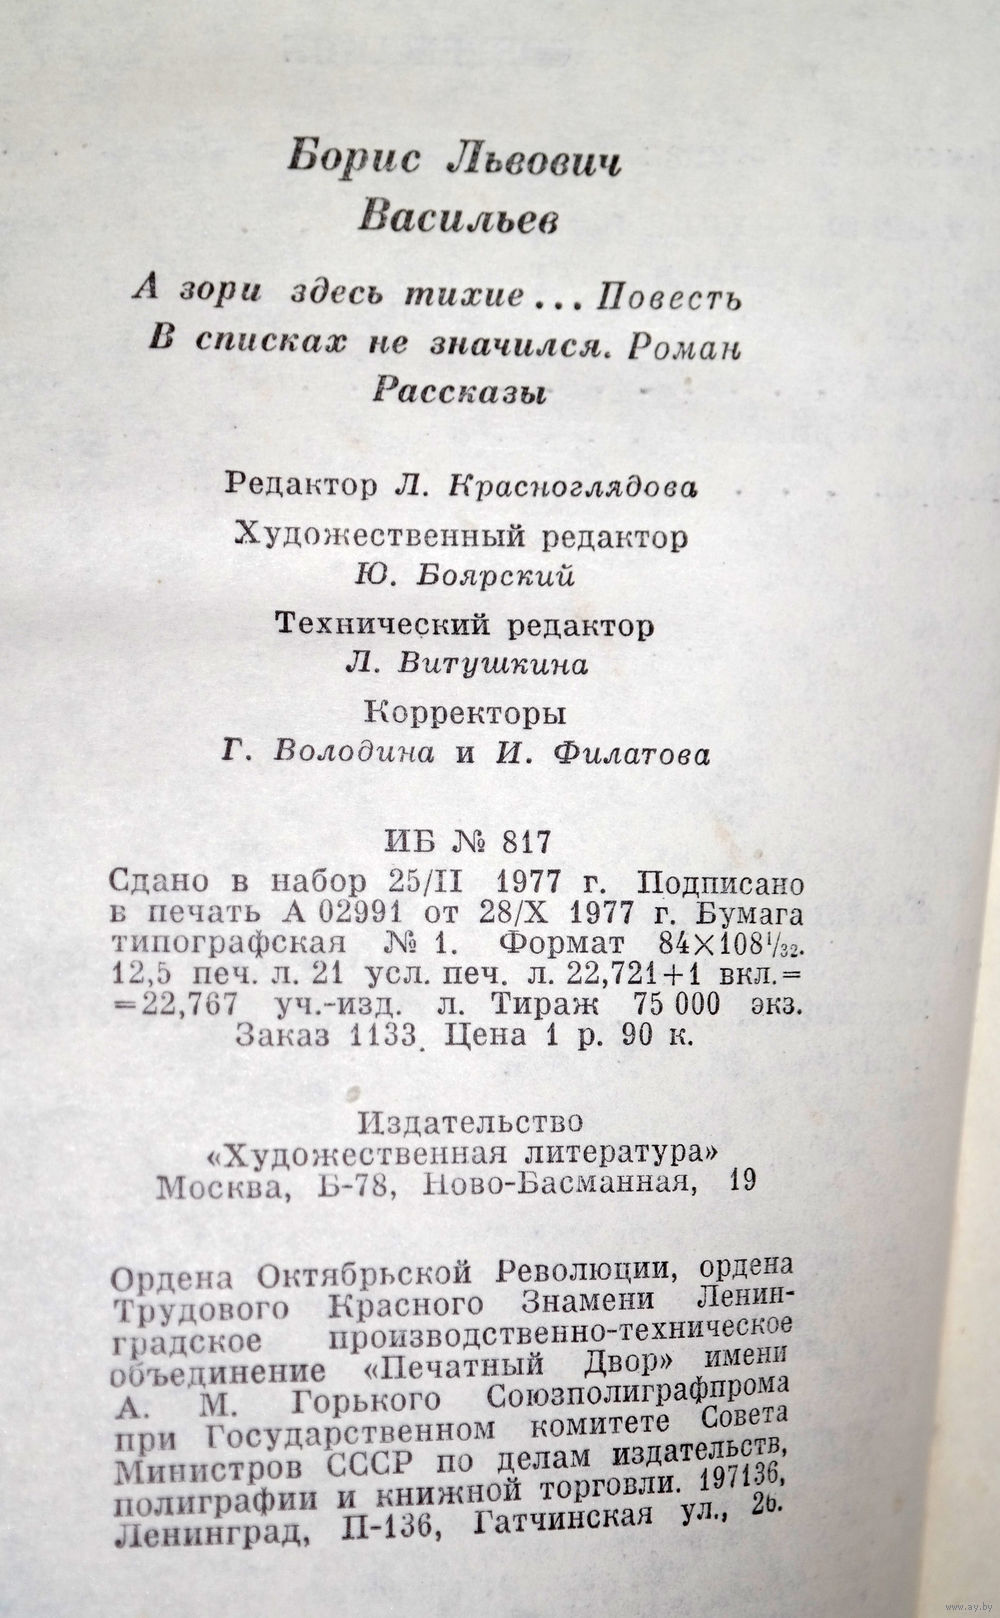 Борис Львович
Васильев
А зори здесь тихие... Повесть
В списках не значился. Роман
Рассказы
Редактор Л. Красноглядова
Художественный редактор
Ю. Боярский
Технический редактор
Л. Витушкина
Корректоры
Г. Володина и И. Филатова
ИБ № 817
Сдано в набор 25/II 1977 г. Подписано
в печать А 02991 от 28/X 1977 г. Бумага
типографская № 1. Формат 84×108¹/₃₂.
12,5 печ. л. 21 усл. печ. л. 22,721+1 вкл.=
=22,767 уч.-изд. л. Тираж 75 000 экз.
Заказ 1133. Цена 1 р. 90 к.
Издательство
«Художественная литература»
Москва, Б-78, Ново-Басманная, 19
Ордена Октябрьской Революции, ордена
Трудового Красного Знамени Ленин-
градское производственно-техническое
объединение «Печатный Двор» имени
А. М. Горького Союзполиграфпрома
при Государственном комитете Совета
Министров СССР по делам издательств,
полиграфии и книжной торговли. 197136,
Ленинград, П-136, Гатчинская ул., 26.
www.ay.by